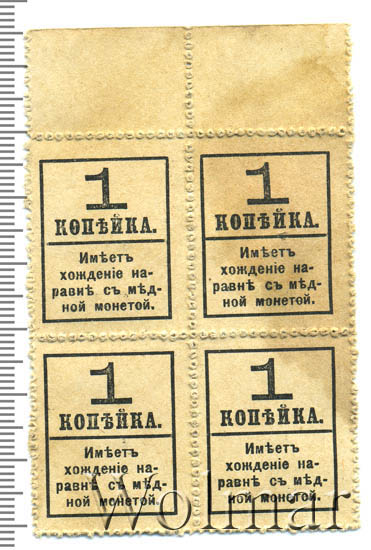 1
КОПѢЙКА.
Имѣетъ
хожденіе на-
равнѣ съ мѣд-
ной монетой.
1
КОПѢЙКА.
Имѣетъ
хожденіе на-
равнѣ съ мѣд-
ной монетой.
1
КОПѢЙКА.
Имѣетъ
хожденіе на-
равнѣ съ мѣд-
ной монетой.
1
КОПѢЙКА.
Имѣетъ
хожденіе на-
равнѣ съ мѣд-
ной монетой.
Wolmar